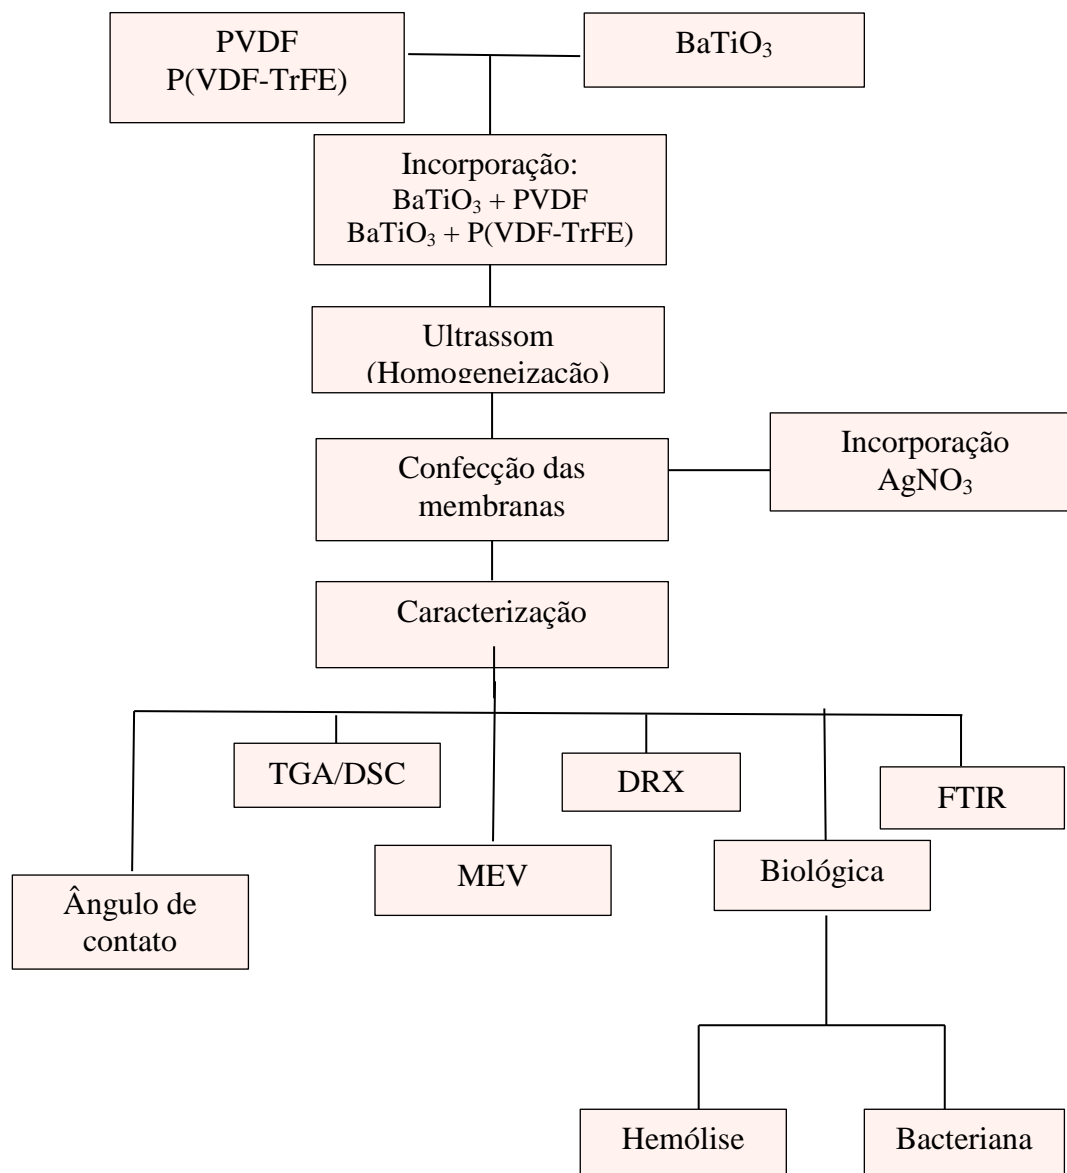 PVDF
P(VDF-TrFE)
BaTiO₃
Incorporação:
BaTiO₃ + PVDF
BaTiO₃ + P(VDF-TrFE)
Ultrassom
(Homogeneização)
Confecção das
membranas
Incorporação
AgNO₃
Caracterização
TGA/DSC
DRX
FTIR
Ângulo de
contato
MEV
Biológica
Hemólise
Bacteriana